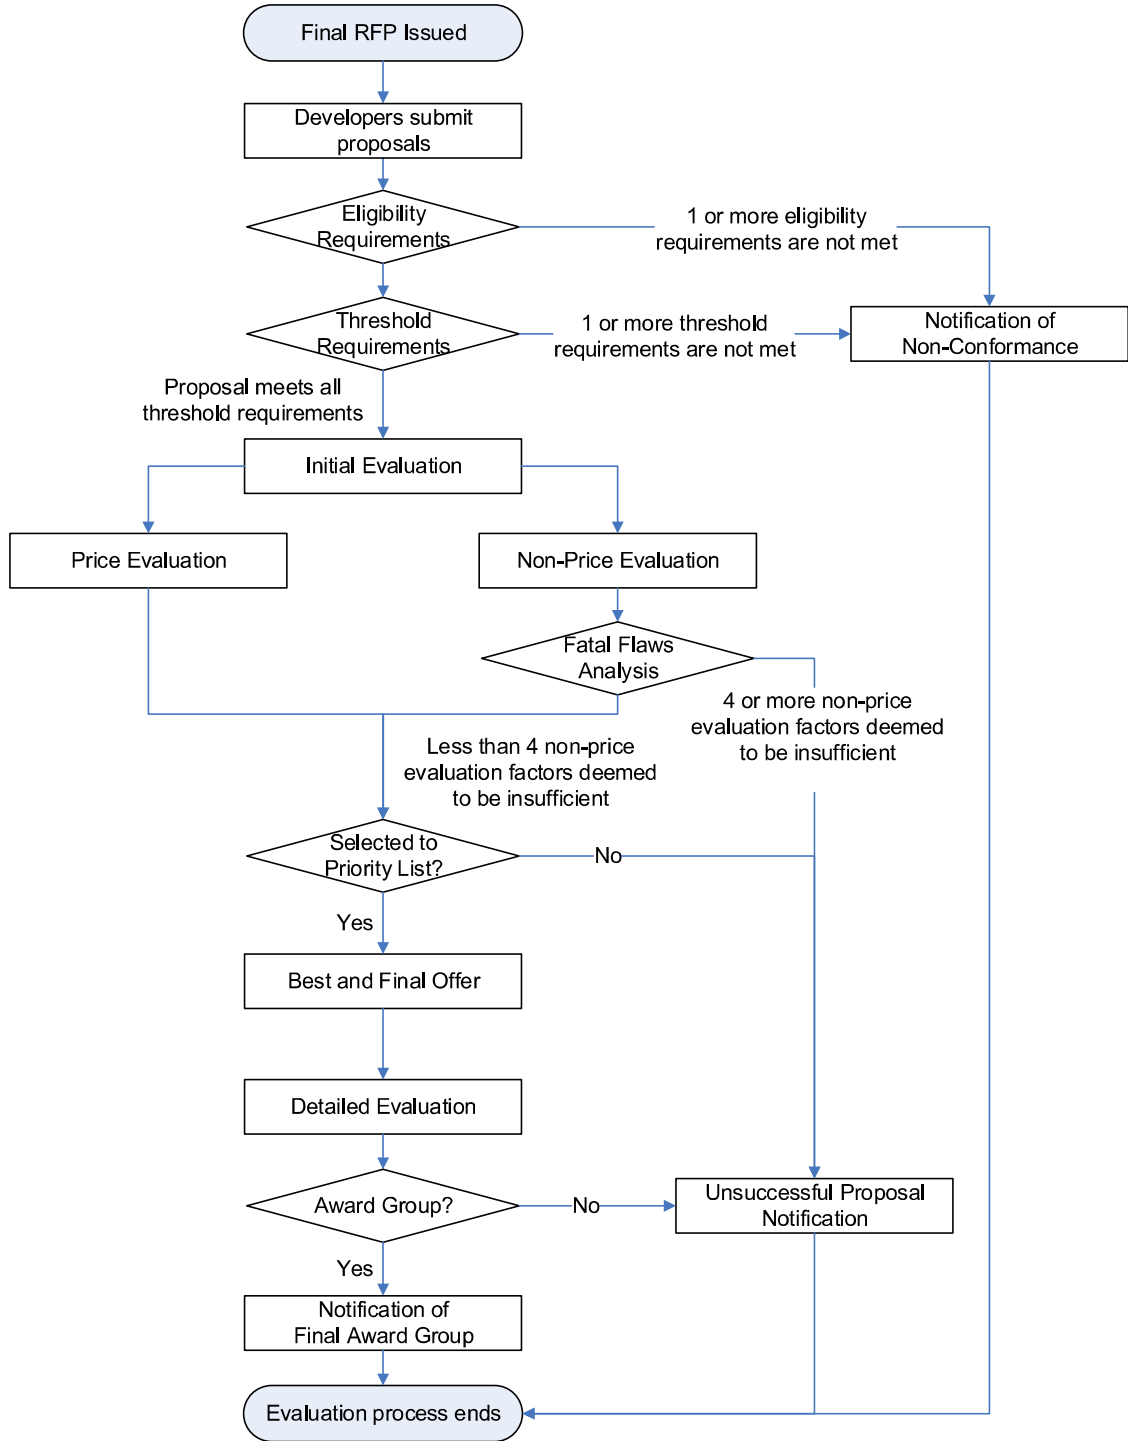 Final RFP Issued
Developers submit
proposals
Eligibility
Requirements
1 or more eligibility
requirements are not met
Threshold
Requirements
1 or more threshold
requirements are not met
Notification of
Non-Conformance
Proposal meets all
threshold requirements
Initial Evaluation
Price Evaluation
Non-Price Evaluation
Fatal Flaws
Analysis
4 or more non-price
evaluation factors deemed
to be insufficient
Less than 4 non-price
evaluation factors deemed
to be insufficient
Selected to
Priority List?
No
Yes
Best and Final Offer
Detailed Evaluation
Award Group?
No
Unsuccessful Proposal
Notification
Yes
Notification of
Final Award Group
Evaluation process ends